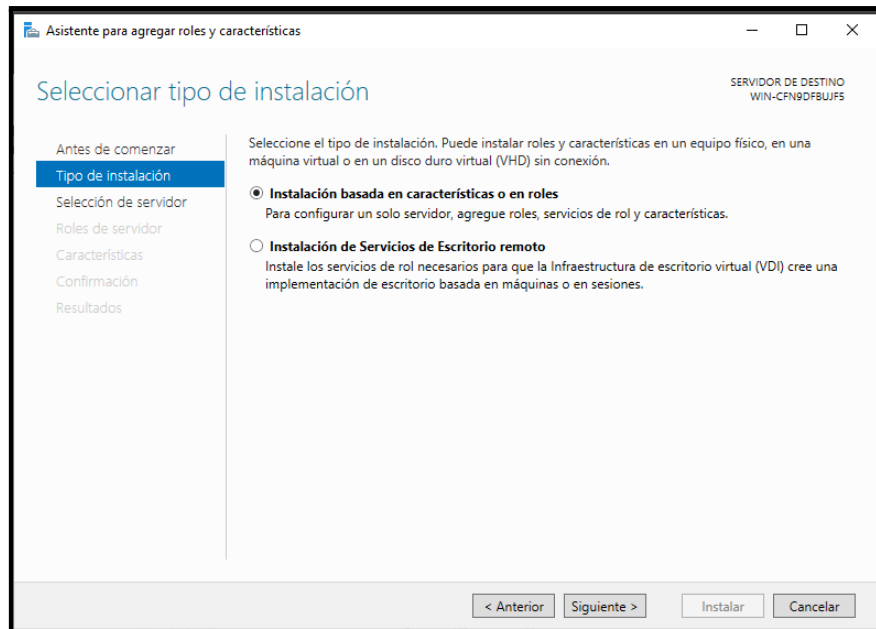 Asistente para agregar roles y características
Seleccionar tipo de instalación
SERVIDOR DE DESTINO
WIN-CFN9DFBUJF5
Antes de comenzar
Tipo de instalación
Selección de servidor
Roles de servidor
Características
Confirmación
Resultados
Seleccione el tipo de instalación. Puede instalar roles y características en un equipo físico, en una
máquina virtual o en un disco duro virtual (VHD) sin conexión.
Instalación basada en características o en roles
Para configurar un solo servidor, agregue roles, servicios de rol y características.
Instalación de Servicios de Escritorio remoto
Instale los servicios de rol necesarios para que la Infraestructura de escritorio virtual (VDI) cree una
implementación de escritorio basada en máquinas o en sesiones.
< Anterior
Siguiente >
Instalar
Cancelar